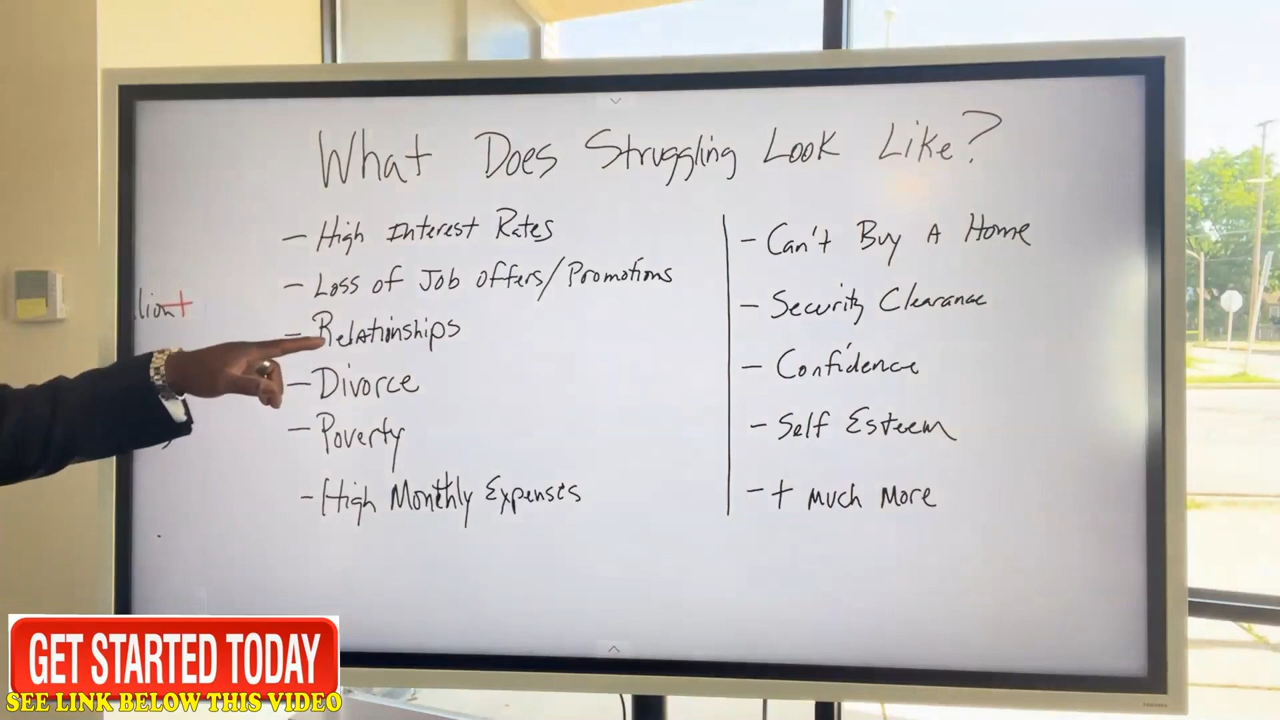 What Does Struggling Look Like?
- High Interest Rates
- Loss of Job Offers/Promotions
- Relationships
- Divorce
- Poverty
- High Monthly Expenses
- Can't Buy A Home
- Security Clearance
- Confidence
- Self Esteem
- + Much More
GET STARTED TODAY
SEE LINK BELOW THIS VIDEO